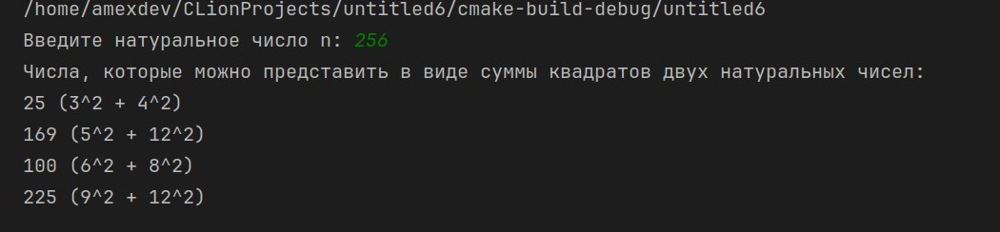 /home/amexdev/CLionProjects/untitled6/cmake-build-debug/untitled6
Введите натуральное число n: 256
Числа, которые можно представить в виде суммы квадратов двух натуральных чисел:
25 (3^2 + 4^2)
169 (5^2 + 12^2)
100 (6^2 + 8^2)
225 (9^2 + 12^2)